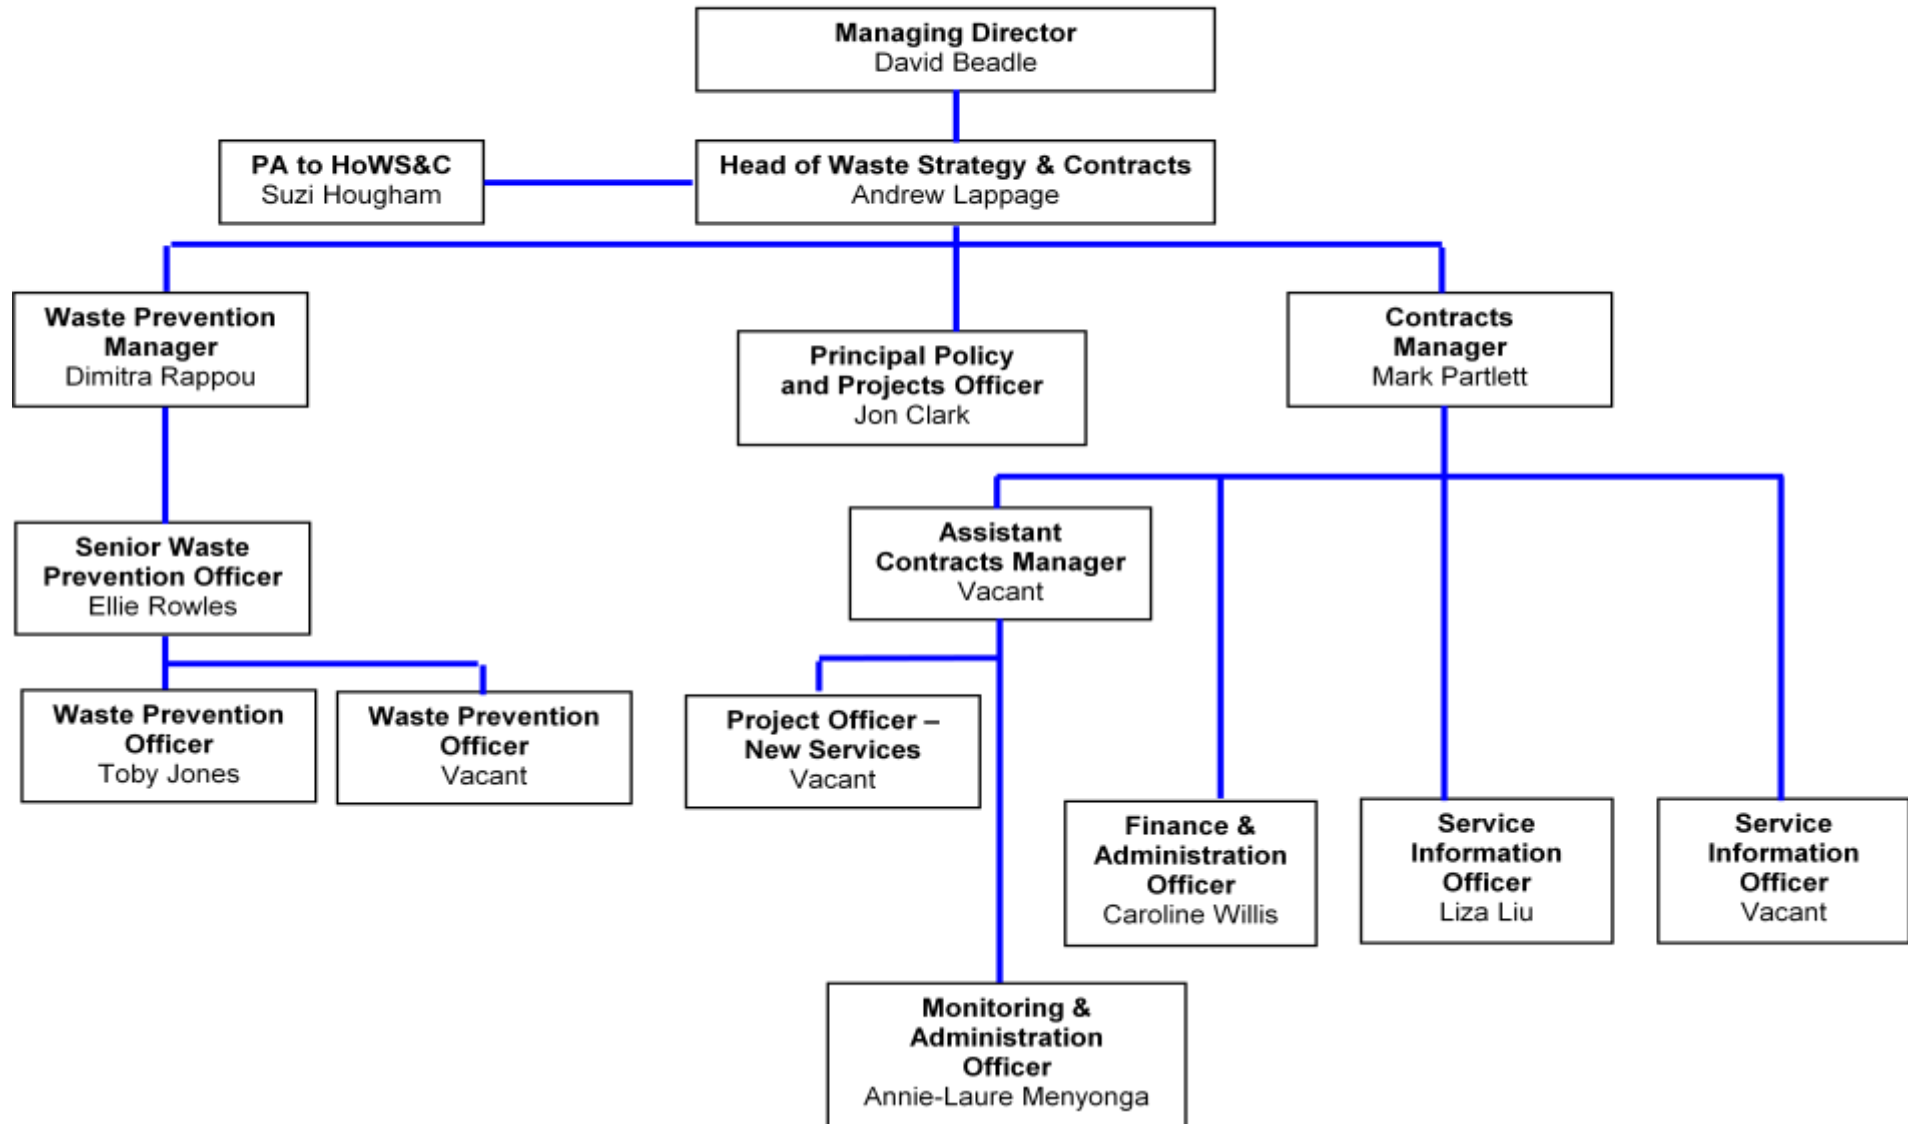 Managing Director
David Beadle
PA to HoWS&C
Suzi Hougham
Head of Waste Strategy & Contracts
Andrew Lappage
Waste Prevention
Manager
Dimitra Rappou
Principal Policy
and Projects Officer
Jon Clark
Contracts
Manager
Mark Partlett
Senior Waste
Prevention Officer
Ellie Rowles
Assistant
Contracts Manager
Vacant
Waste Prevention
Officer
Toby Jones
Waste Prevention
Officer
Vacant
Project Officer –
New Services
Vacant
Finance &
Administration
Officer
Caroline Willis
Service
Information
Officer
Liza Liu
Service
Information
Officer
Vacant
Monitoring &
Administration
Officer
Annie-Laure Menyonga